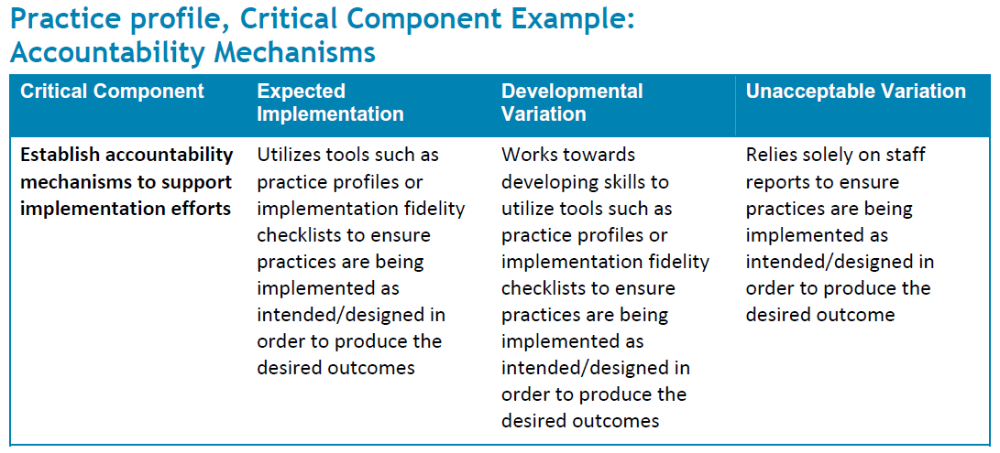 Practice profile, Critical Component Example:
Accountability Mechanisms
Critical Component
Expected
Implementation
Developmental
Variation
Unacceptable Variation
Establish accountability
mechanisms to support
implementation efforts
Utilizes tools such as
practice profiles or
implementation fidelity
checklists to ensure
practices are being
implemented as
intended/designed in
order to produce the
desired outcomes
Works towards
developing skills to
utilize tools such as
practice profiles or
implementation fidelity
checklists to ensure
practices are being
implemented as
intended/designed in
order to produce the
desired outcomes
Relies solely on staff
reports to ensure
practices are being
implemented as
intended/designed in
order to produce the
desired outcome